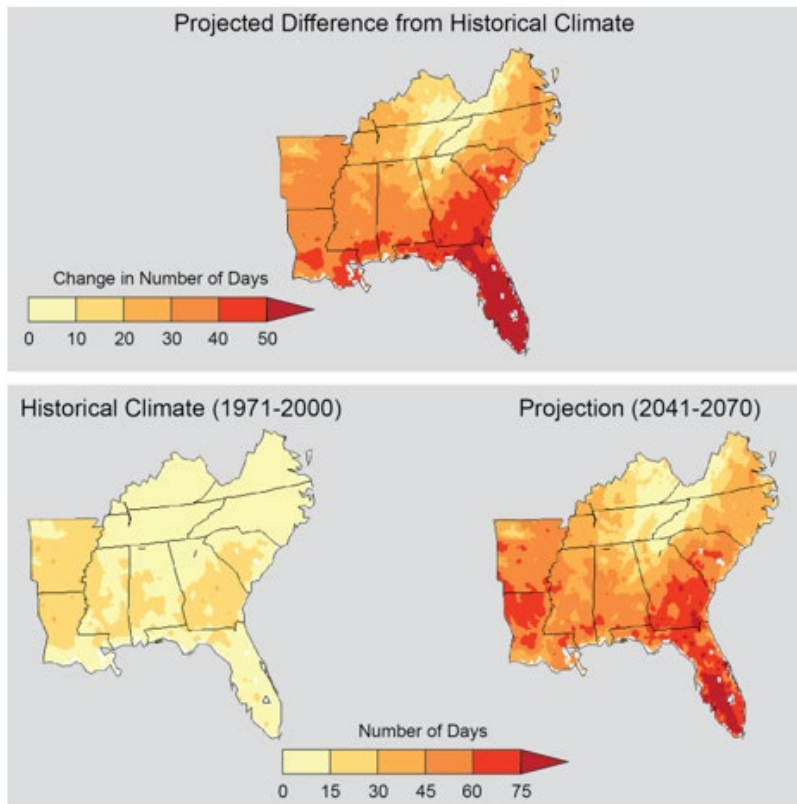 Projected Difference from Historical Climate
Change in Number of Days
0 10 20 30 40 50
Historical Climate (1971-2000)
Projection (2041-2070)
Number of Days
0 15 30 45 60 75